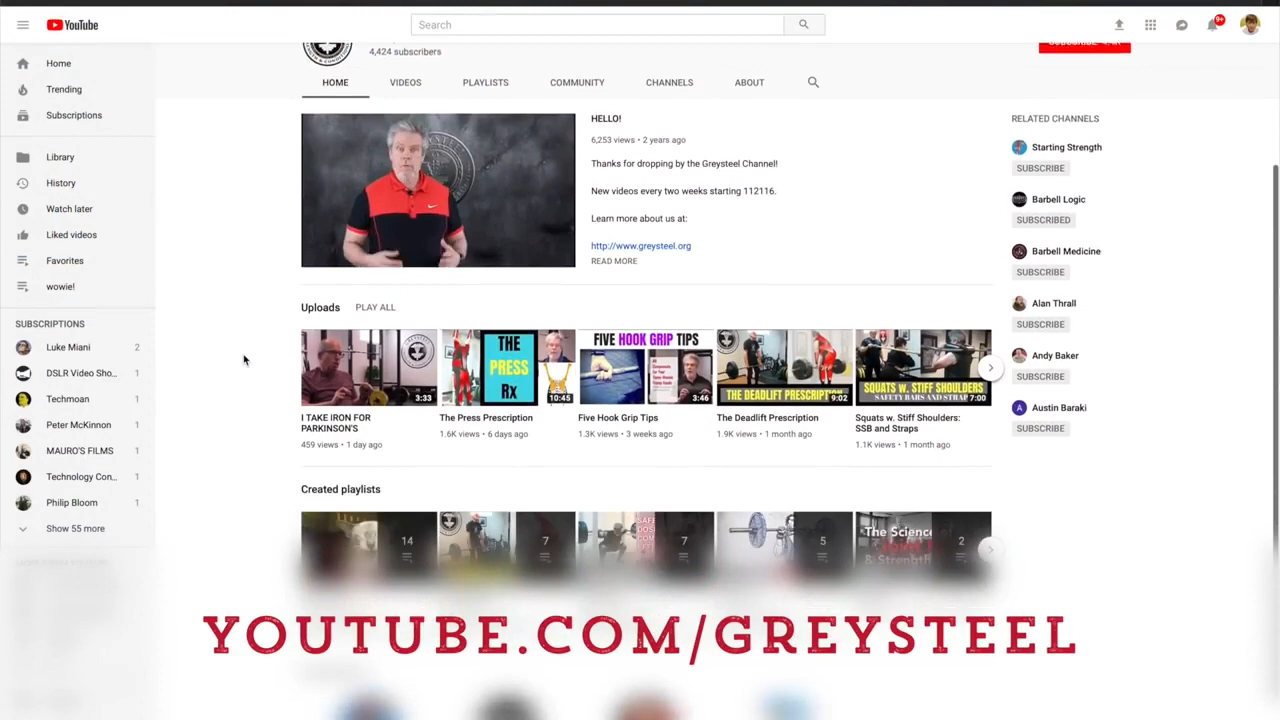 YouTube
Search
9+
4,424 subscribers
HOME
VIDEOS
PLAYLISTS
COMMUNITY
CHANNELS
ABOUT
Home
Trending
Subscriptions
Library
History
Watch later
Liked videos
Favorites
wowie!
SUBSCRIPTIONS
Luke Miani 2
DSLR Video Sho... 1
Techmoan 1
Peter McKinnon 1
MAURO'S FILMS 1
Technology Con... 1
Philip Bloom 1
Show 55 more
HELLO!
6,253 views • 2 years ago
Thanks for dropping by the Greysteel Channel!
New videos every two weeks starting 112116.
Learn more about us at:
http://www.greysteel.org
READ MORE
Uploads PLAY ALL
3:33
I TAKE IRON FOR
PARKINSON'S
459 views • 1 day ago
THE
PRESS
Rx
10:45
The Press Prescription
1.6K views • 6 days ago
FIVE HOOK GRIP TIPS
3:46
Five Hook Grip Tips
1.3K views • 3 weeks ago
THE DEADLIFT PRESCRIPTION
9:02
The Deadlift Prescription
1.9K views • 1 month ago
SQUATS w. STIFF SHOULDERS
SAFETY BARS AND STRAPS
7:00
Squats w. Stiff Shoulders:
SSB and Straps
1.1K views • 1 month ago
Created playlists
14
7
7
5
The Science
2
RELATED CHANNELS
Starting Strength
SUBSCRIBE
Barbell Logic
SUBSCRIBED
Barbell Medicine
SUBSCRIBE
Alan Thrall
SUBSCRIBE
Andy Baker
SUBSCRIBE
Austin Baraki
SUBSCRIBE
YOUTUBE.COM/GREYSTEEL